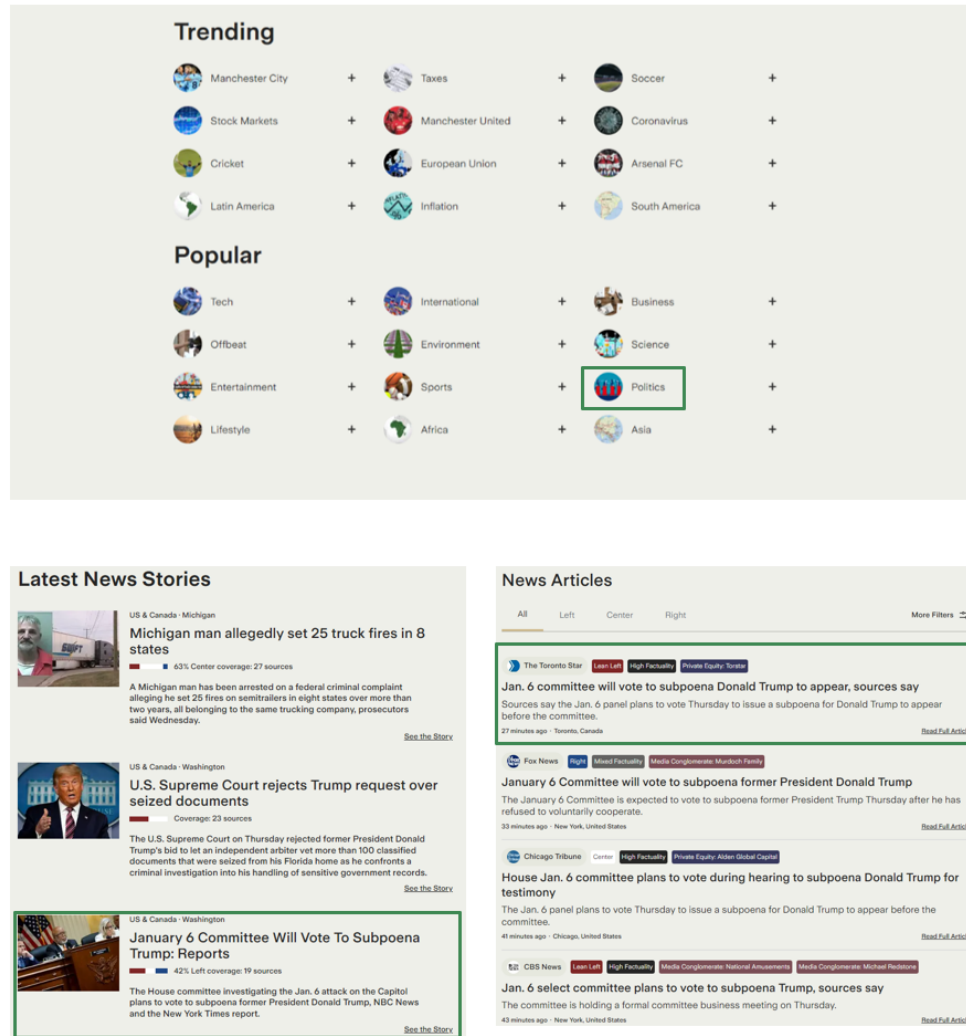 Trending
Manchester City + Taxes + Soccer +
Stock Markets + Manchester United + Coronavirus +
Cricket + European Union + Arsenal FC +
Latin America + Inflation + South America +
Popular
Tech + International + Business +
Offbeat + Environment + Science +
Entertainment + Sports + Politics +
Lifestyle + Africa + Asia +
Latest News Stories
US & Canada · Michigan
Michigan man allegedly set 25 truck fires in 8
states
63% Center coverage: 27 sources
A Michigan man has been arrested on a federal criminal complaint
alleging he set 25 fires on semitrailers in eight states over more than
two years, all belonging to the same trucking company, prosecutors
said Wednesday.
See the Story
SWIFT
US & Canada · Washington
U.S. Supreme Court rejects Trump request over
seized documents
Coverage: 23 sources
The U.S. Supreme Court on Thursday rejected former President Donald
Trump's bid to let an independent arbiter vet more than 100 classified
documents that were seized from his Florida home as he confronts a
criminal investigation into his handling of sensitive government records.
See the Story
US & Canada · Washington
January 6 Committee Will Vote To Subpoena
Trump: Reports
42% Left coverage: 19 sources
The House committee investigating the Jan. 6 attack on the Capitol
plans to vote to subpoena former President Donald Trump, NBC News
and the New York Times report.
See the Story
News Articles
All Left Center Right More Filters
The Toronto Star Lean Left High Factuality Private Equity: Torstar
Jan. 6 committee will vote to subpoena Donald Trump to appear, sources say
Sources say the Jan. 6 panel plans to vote Thursday to issue a subpoena for Donald Trump to appear
before the committee.
27 minutes ago · Toronto, Canada Read Full Artic
Fox News Right Mixed Factuality Media Conglomerate: Murdoch Family
January 6 Committee will vote to subpoena former President Donald Trump
The January 6 Committee is expected to vote to subpoena former President Trump Thursday after he has
refused to voluntarily cooperate.
33 minutes ago · New York, United States Read Full Artic
Chicago Tribune Center High Factuality Private Equity: Alden Global Capital
House Jan. 6 committee plans to vote during hearing to subpoena Donald Trump for
testimony
The Jan. 6 panel plans to vote Thursday to issue a subpoena for Donald Trump to appear before the
committee.
41 minutes ago · Chicago, United States Read Full Artic
CBS News Lean Left High Factuality Media Conglomerate: National Amusements Media Conglomerate: Michael Redstone
Jan. 6 select committee plans to vote to subpoena Trump, sources say
The committee is holding a formal committee business meeting on Thursday.
43 minutes ago · New York, United States Read Full Artic